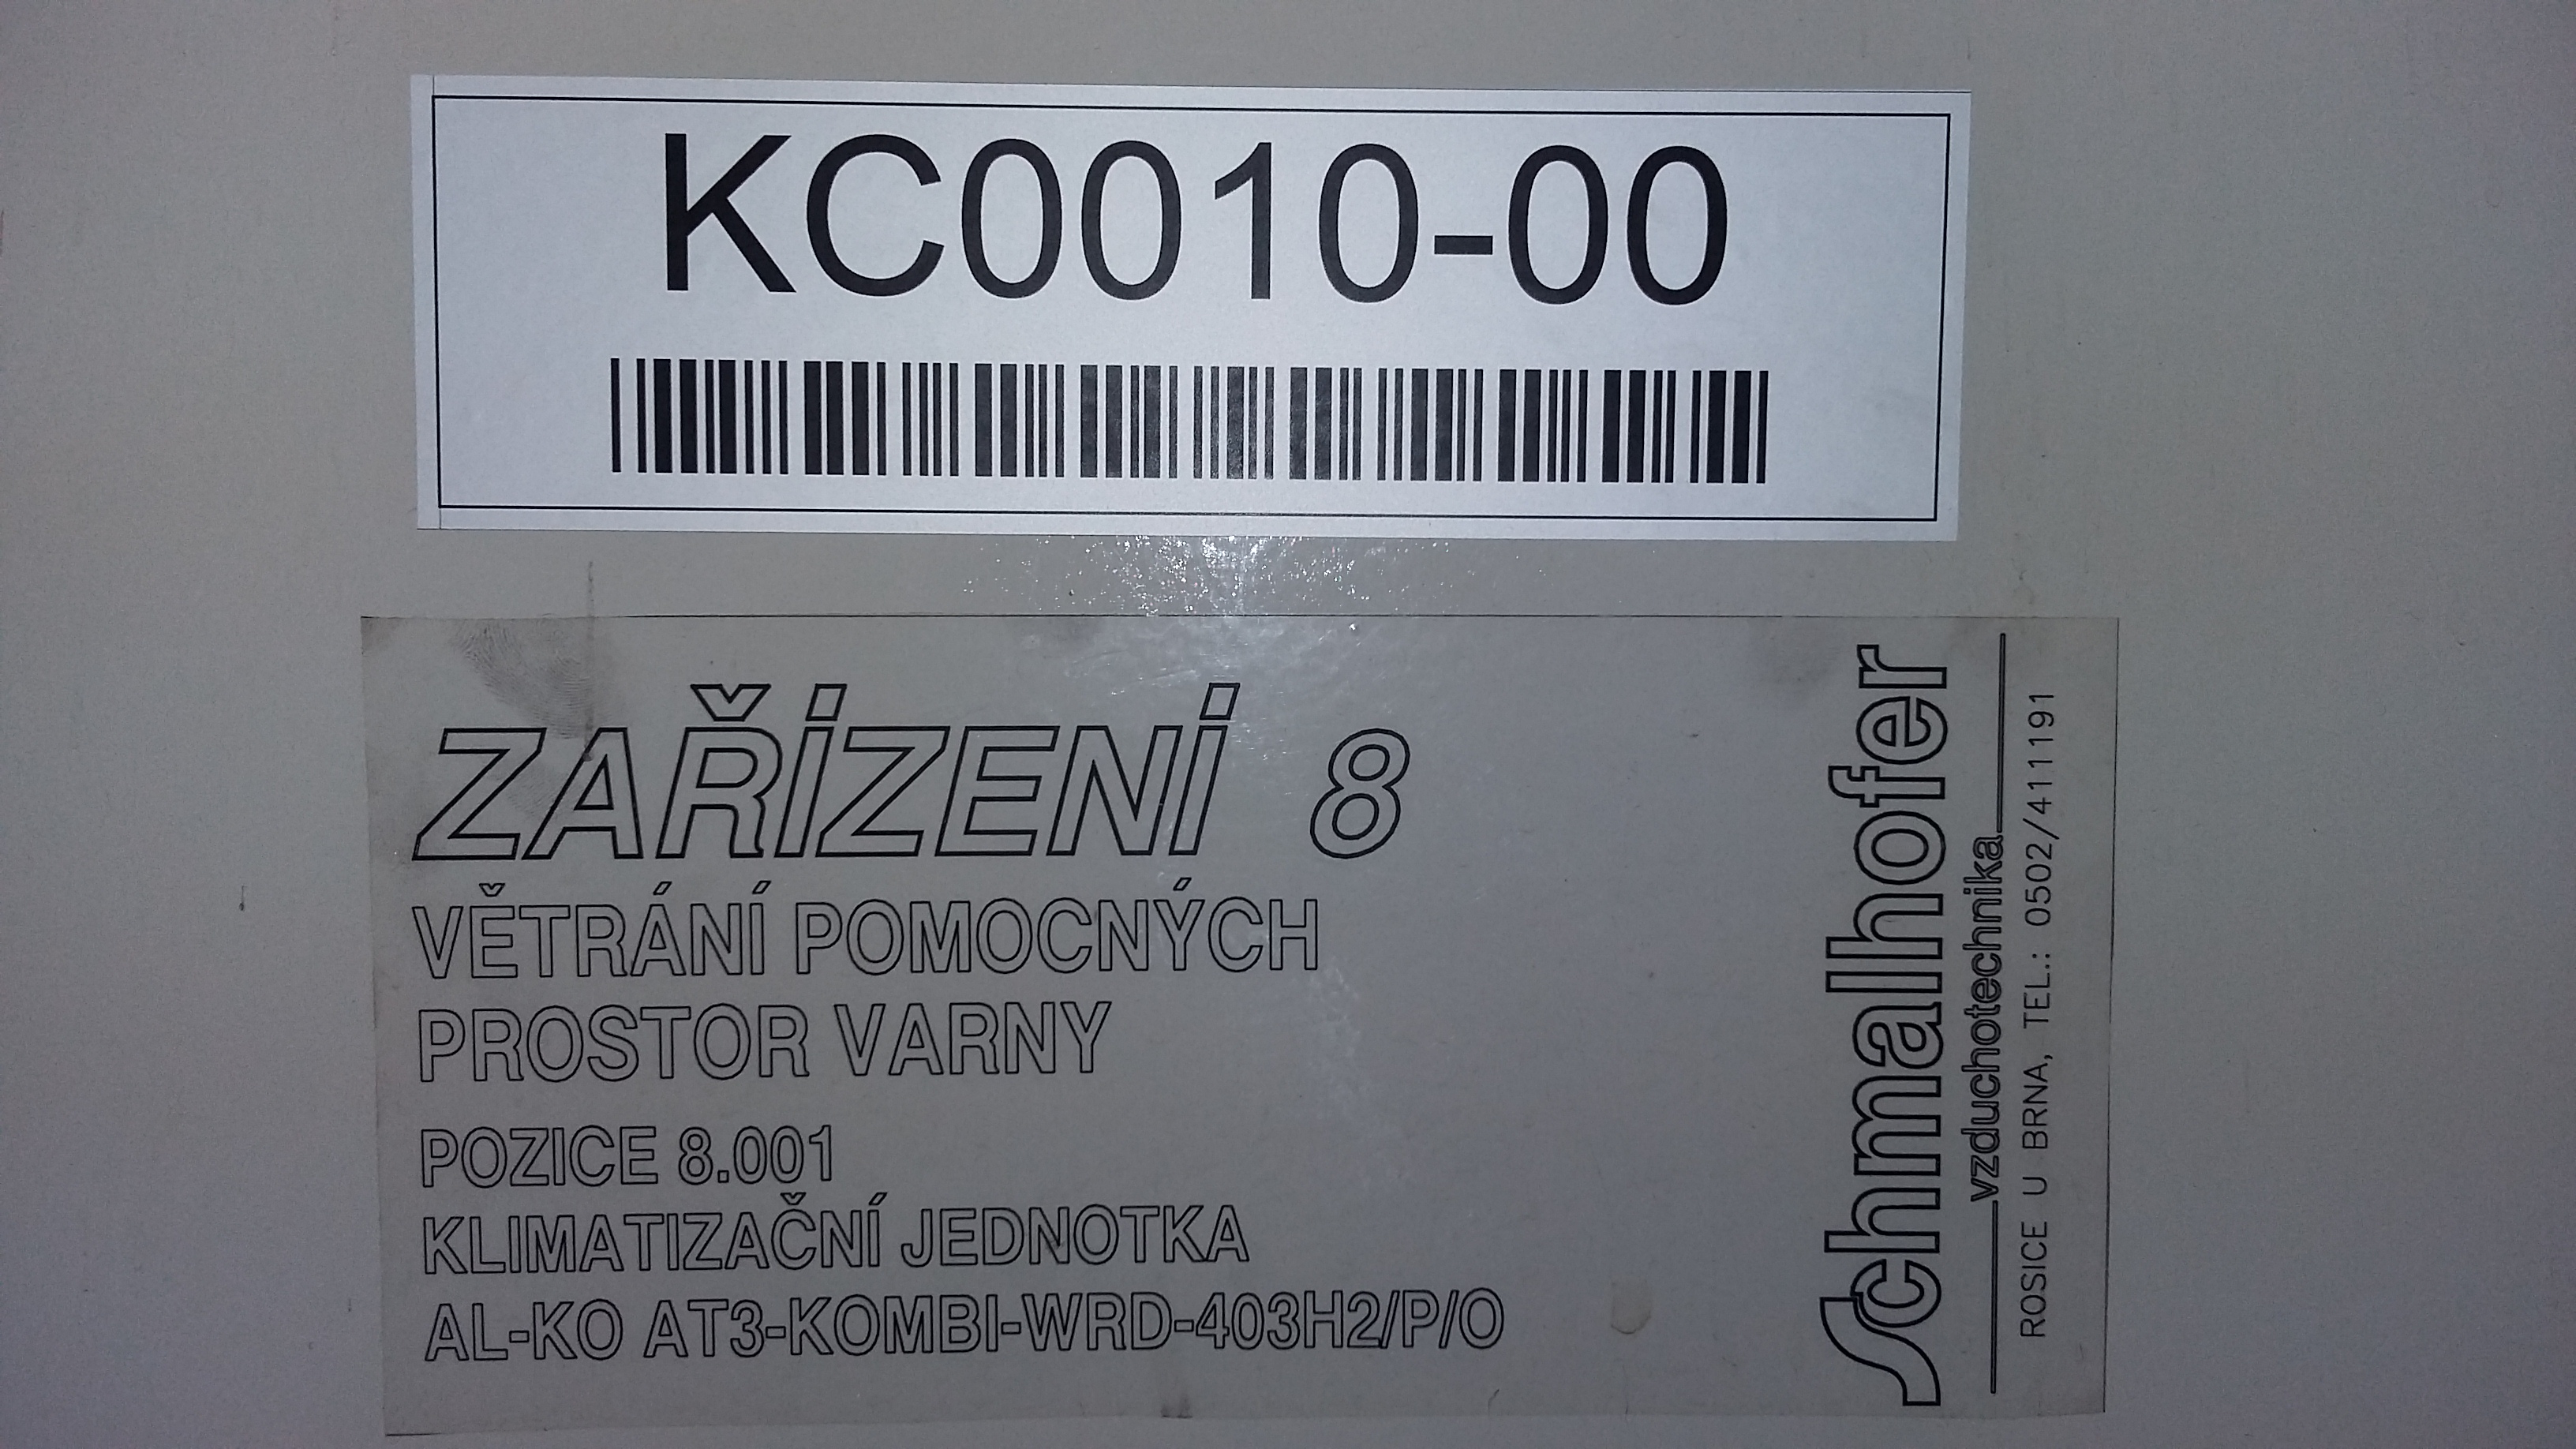 KC0010-00
ZAŘÍZENÍ 8
VĚTRÁNÍ POMOCNÝCH
PROSTOR VARNY
POZICE 8.001
KLIMATIZAČNÍ JEDNOTKA
AL-KO AT3-KOMBI-WRD-403H2/P/O
Schmalhofer
vzduchotechnika
ROSICE U BRNA, TEL.: 0502/411191